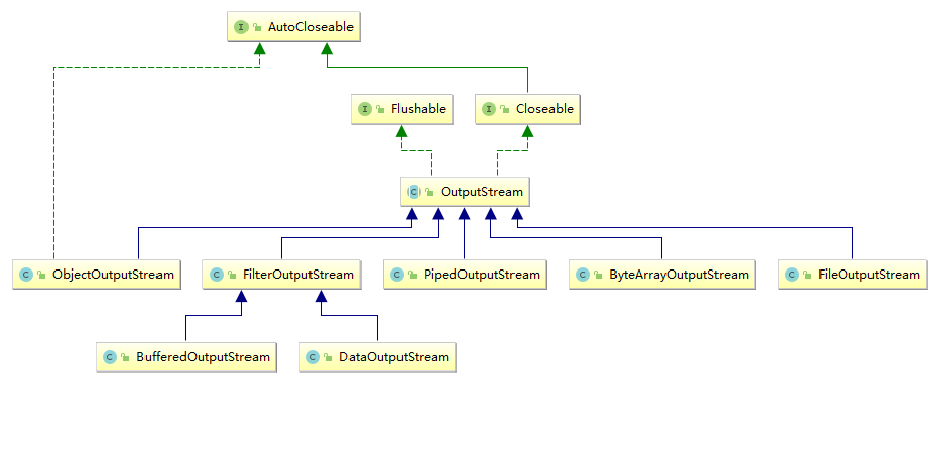 I AutoCloseable
I Flushable
I Closeable
C OutputStream
C ObjectOutputStream
C FilterOutputStream
C PipedOutputStream
C ByteArrayOutputStream
C FileOutputStream
C BufferedOutputStream
C DataOutputStream